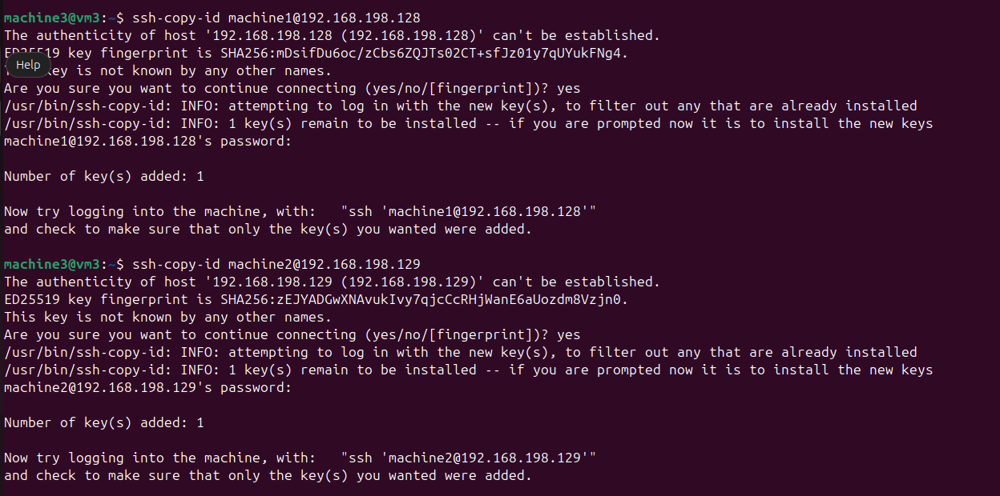 machine3@vm3:~$ ssh-copy-id machine1@192.168.198.128
The authenticity of host '192.168.198.128 (192.168.198.128)' can't be established.
ED25519 key fingerprint is SHA256:mDsifDu6oc/zCbs6ZQJTs02CT+sfJz01y7qUYukFNg4.
Help
key is not known by any other names.
Are you sure you want to continue connecting (yes/no/[fingerprint])? yes
/usr/bin/ssh-copy-id: INFO: attempting to log in with the new key(s), to filter out any that are already installed
/usr/bin/ssh-copy-id: INFO: 1 key(s) remain to be installed -- if you are prompted now it is to install the new keys
machine1@192.168.198.128's password:
Number of key(s) added: 1
Now try logging into the machine, with:   "ssh 'machine1@192.168.198.128'"
and check to make sure that only the key(s) you wanted were added.
machine3@vm3:~$ ssh-copy-id machine2@192.168.198.129
The authenticity of host '192.168.198.129 (192.168.198.129)' can't be established.
ED25519 key fingerprint is SHA256:zEJYADGwXNAvukIvy7qjcCcRHjWanE6aUozdm8Vzjn0.
This key is not known by any other names.
Are you sure you want to continue connecting (yes/no/[fingerprint])? yes
/usr/bin/ssh-copy-id: INFO: attempting to log in with the new key(s), to filter out any that are already installed
/usr/bin/ssh-copy-id: INFO: 1 key(s) remain to be installed -- if you are prompted now it is to install the new keys
machine2@192.168.198.129's password:
Number of key(s) added: 1
Now try logging into the machine, with:   "ssh 'machine2@192.168.198.129'"
and check to make sure that only the key(s) you wanted were added.